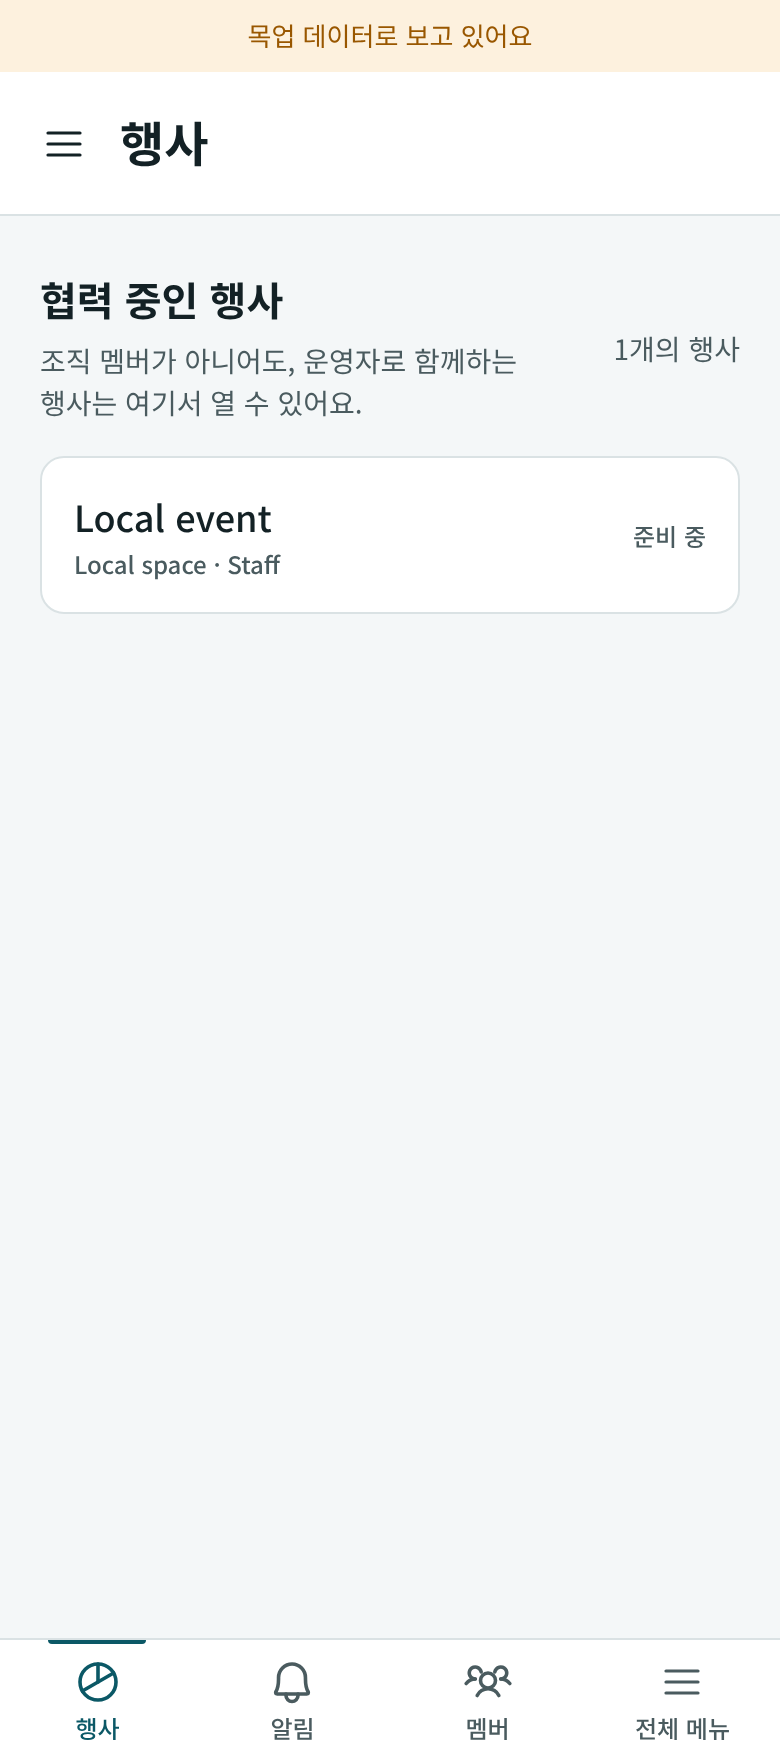 목업 데이터로 보고 있어요
행사
협력 중인 행사
조직 멤버가 아니어도, 운영자로 함께하는
행사는 여기서 열 수 있어요.
1개의 행사
Local event
Local space · Staff
준비 중
행사
알림
멤버
전체 메뉴